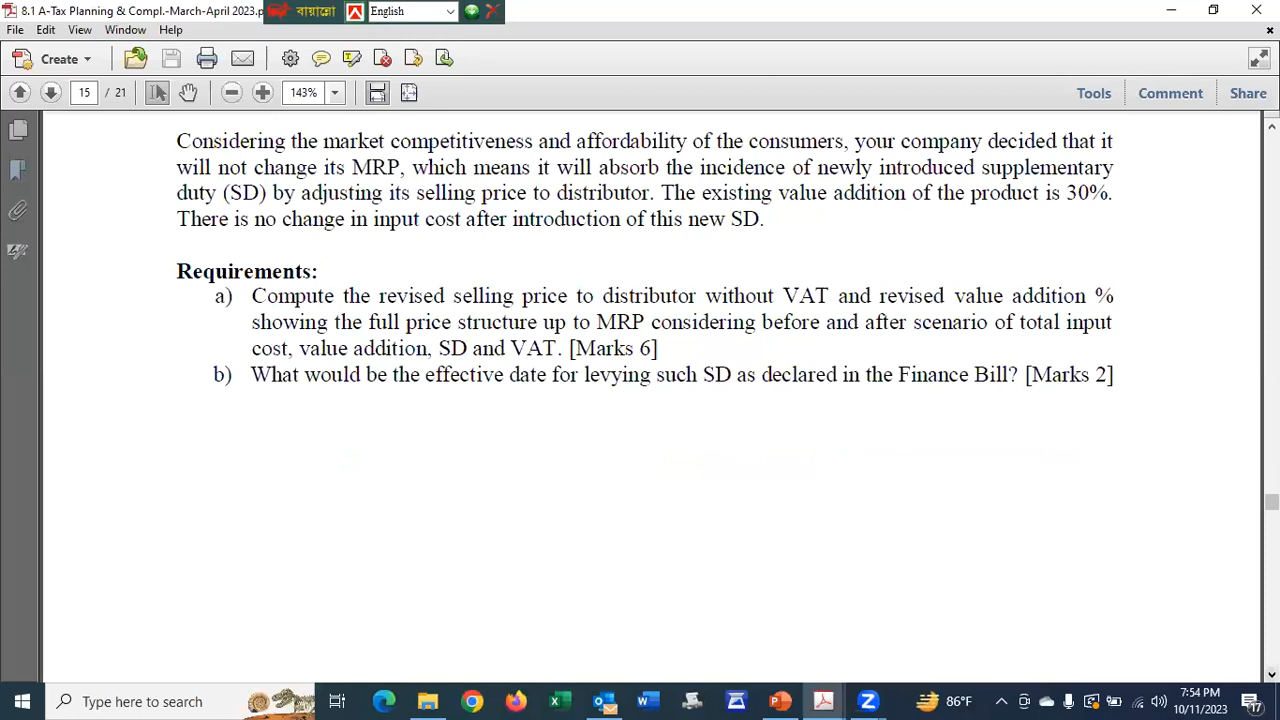 8.1 A-Tax Planning & Compl.-March-April 2023.p
বায়ান্নো
English
File Edit View Window Help
Create
15 / 21
143%
Tools Comment Share
Considering the market competitiveness and affordability of the consumers, your company decided that it
will not change its MRP, which means it will absorb the incidence of newly introduced supplementary
duty (SD) by adjusting its selling price to distributor. The existing value addition of the product is 30%.
There is no change in input cost after introduction of this new SD.
Requirements:
a) Compute the revised selling price to distributor without VAT and revised value addition %
showing the full price structure up to MRP considering before and after scenario of total input
cost, value addition, SD and VAT. [Marks 6]
b) What would be the effective date for levying such SD as declared in the Finance Bill? [Marks 2]
Type here to search
86°F
7:54 PM
10/11/2023
17